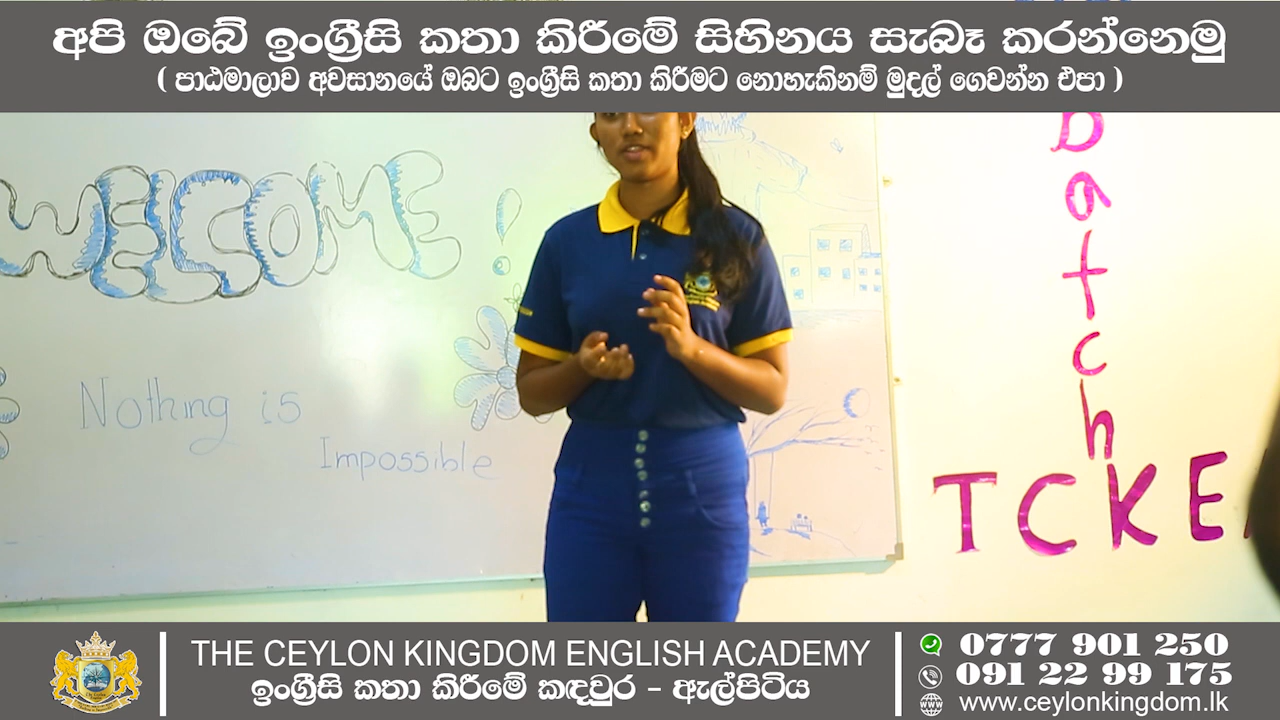 අපි ඔබේ ඉංග්‍රීසි කතා කිරීමේ සිහිනය සැබෑ කරන්නෙමු
( පාඨමාලාව අවසානයේ ඔබට ඉංග්‍රීසි කතා කිරීමට නොහැකිනම් මුදල් ගෙවන්න එපා )
WELCOME !
Nothing is
Impossible
Batch
TCKE
THE CEYLON KINGDOM ENGLISH ACADEMY
ඉංග්‍රීසි කතා කිරීමේ කඳවුර - ඇල්පිටිය
0777 901 250
091 22 99 175
www.ceylonkingdom.lk